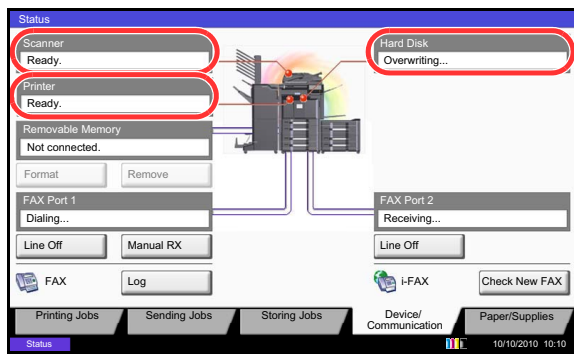 Status
Scanner
Ready.
Hard Disk
Overwriting...
Printer
Ready.
Removable Memory
Not connected.
Format
Remove
FAX Port 1
Dialing...
FAX Port 2
Receiving...
Line Off
Manual RX
Line Off
FAX
Log
i-FAX
Check New FAX
Printing Jobs
Sending Jobs
Storing Jobs
Device/
Communication
Paper/Supplies
Status
10/10/2010 10:10